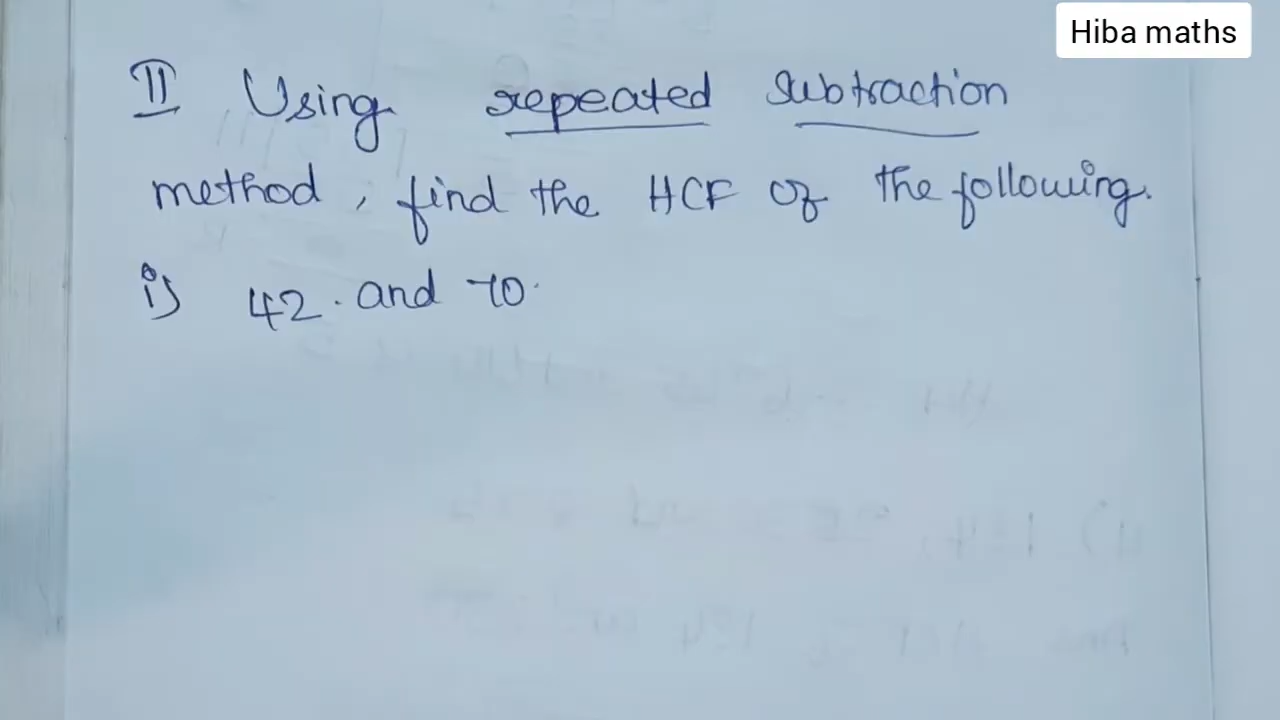 Hiba maths
II Using repeated subtraction
method, find the HCF of the following.
i) 42 and 70.